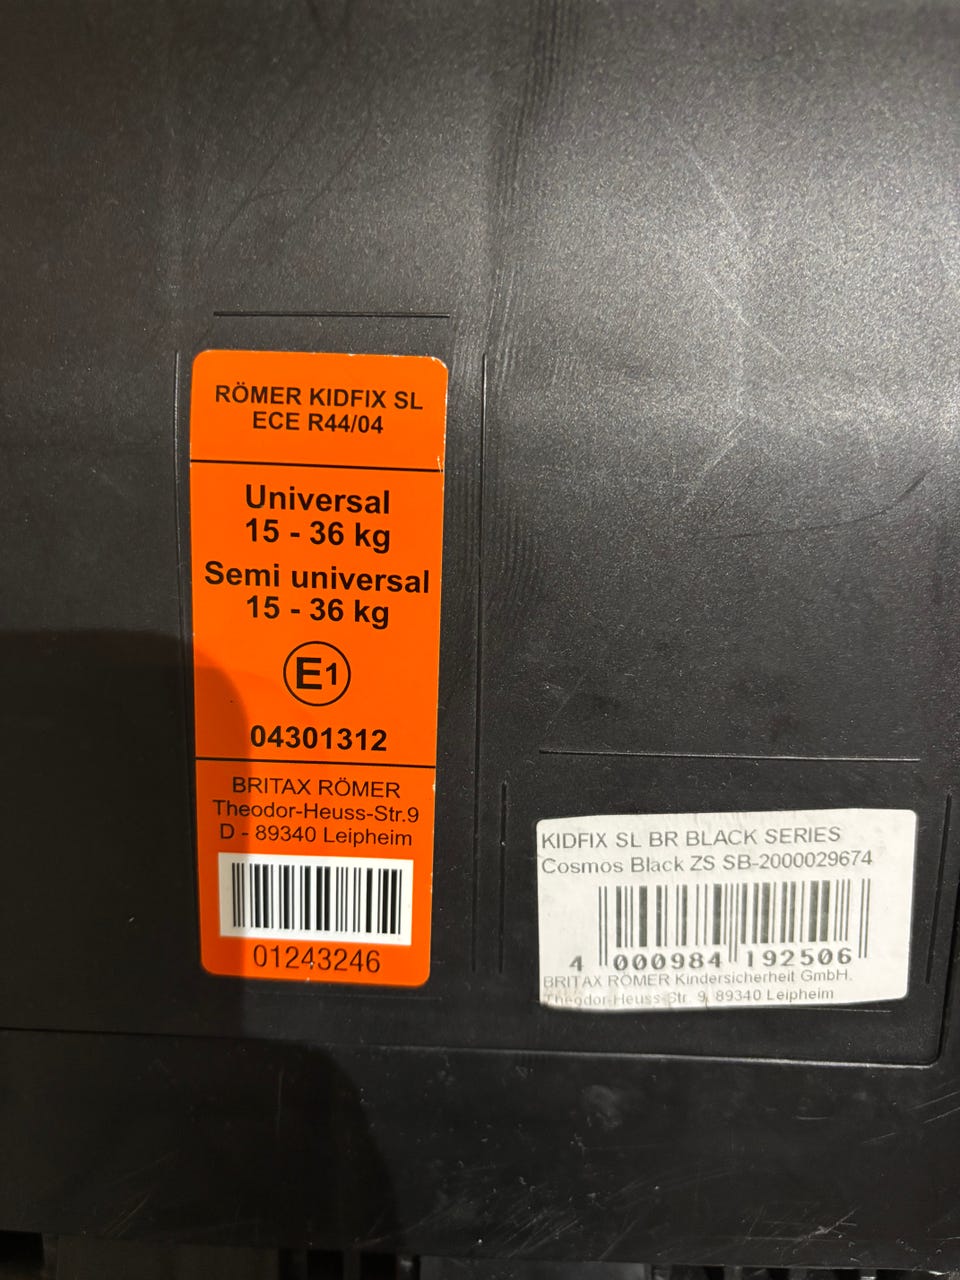 RÖMER KIDFIX SL
ECE R44/04
Universal
15 - 36 kg
Semi universal
15 - 36 kg
E1
04301312
BRITAX RÖMER
Theodor-Heuss-Str.9
D - 89340 Leipheim
01243246
KIDFIX SL BR BLACK SERIES
Cosmos Black ZS SB-2000029674
4 000984 192506
BRITAX RÖMER Kindersicherheit GmbH.
Theodor-Heuss-Str. 9, 89340 Leipheim